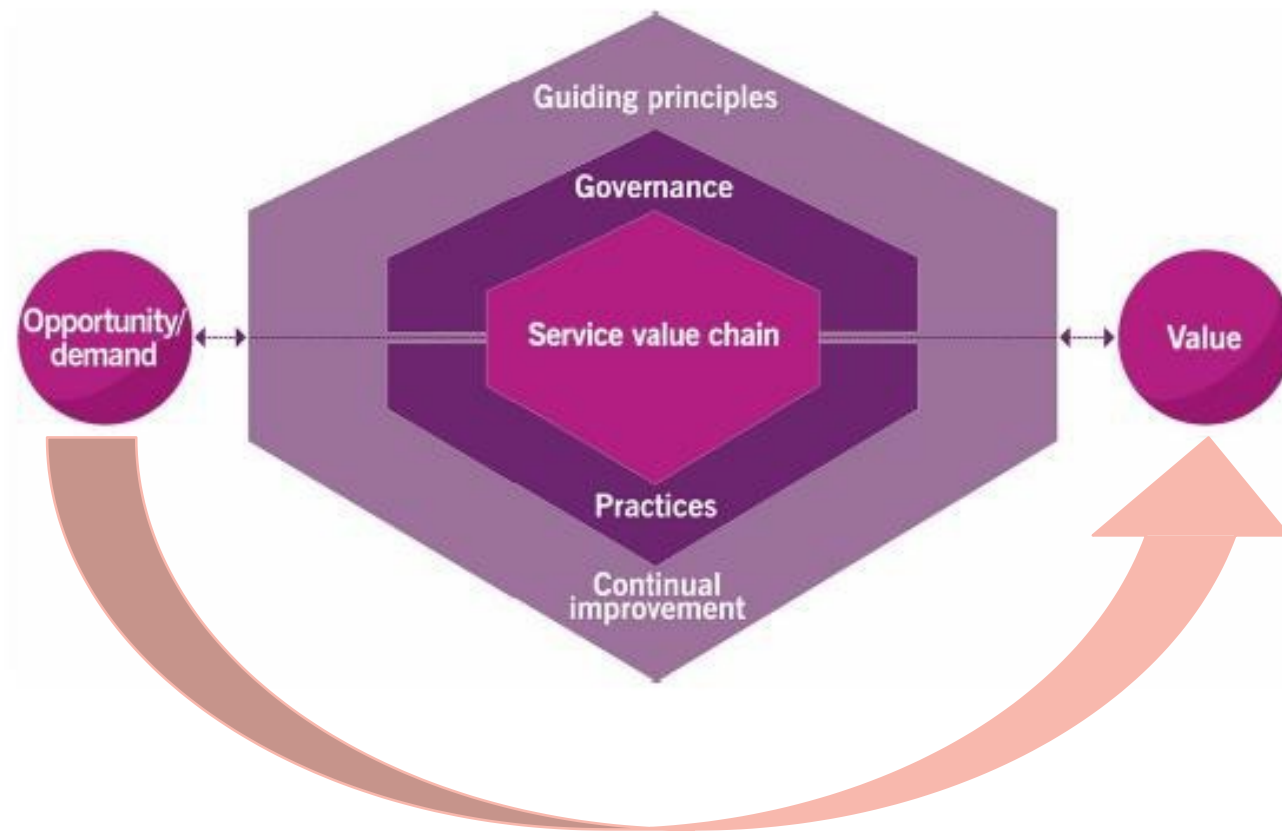 Guiding principles
Governance
Opportunity/
demand
Service value chain
Value
Practices
Continual
improvement